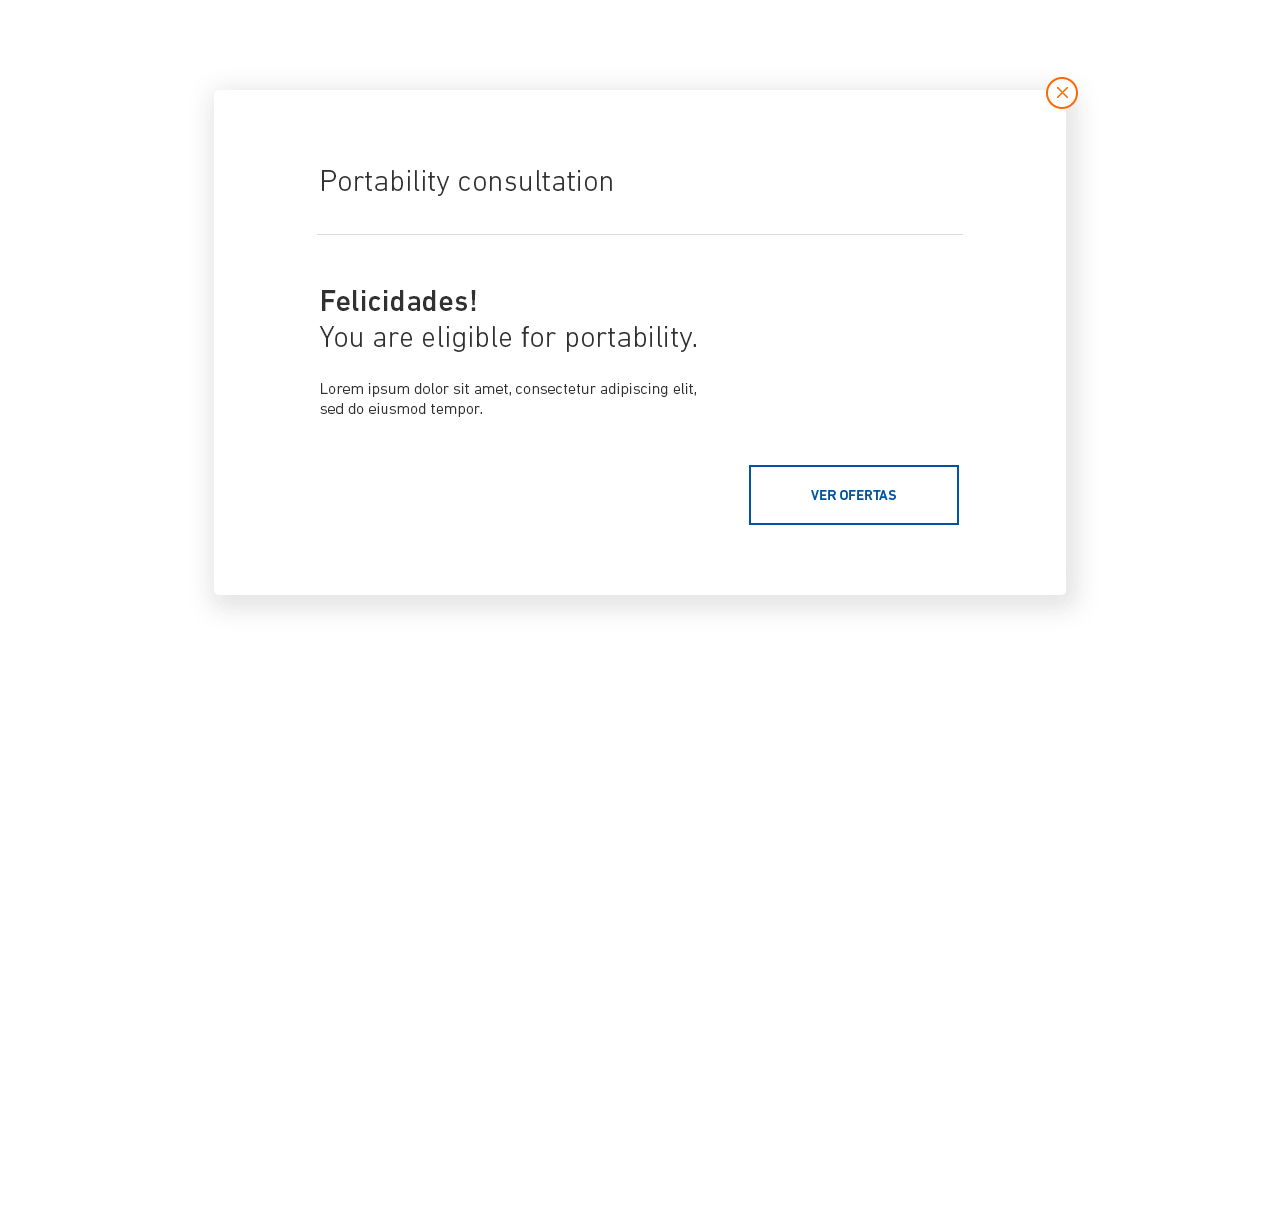 Portability consultation
Felicidades!
You are eligible for portability.
Lorem ipsum dolor sit amet, consectetur adipiscing elit,
sed do eiusmod tempor.
VER OFERTAS